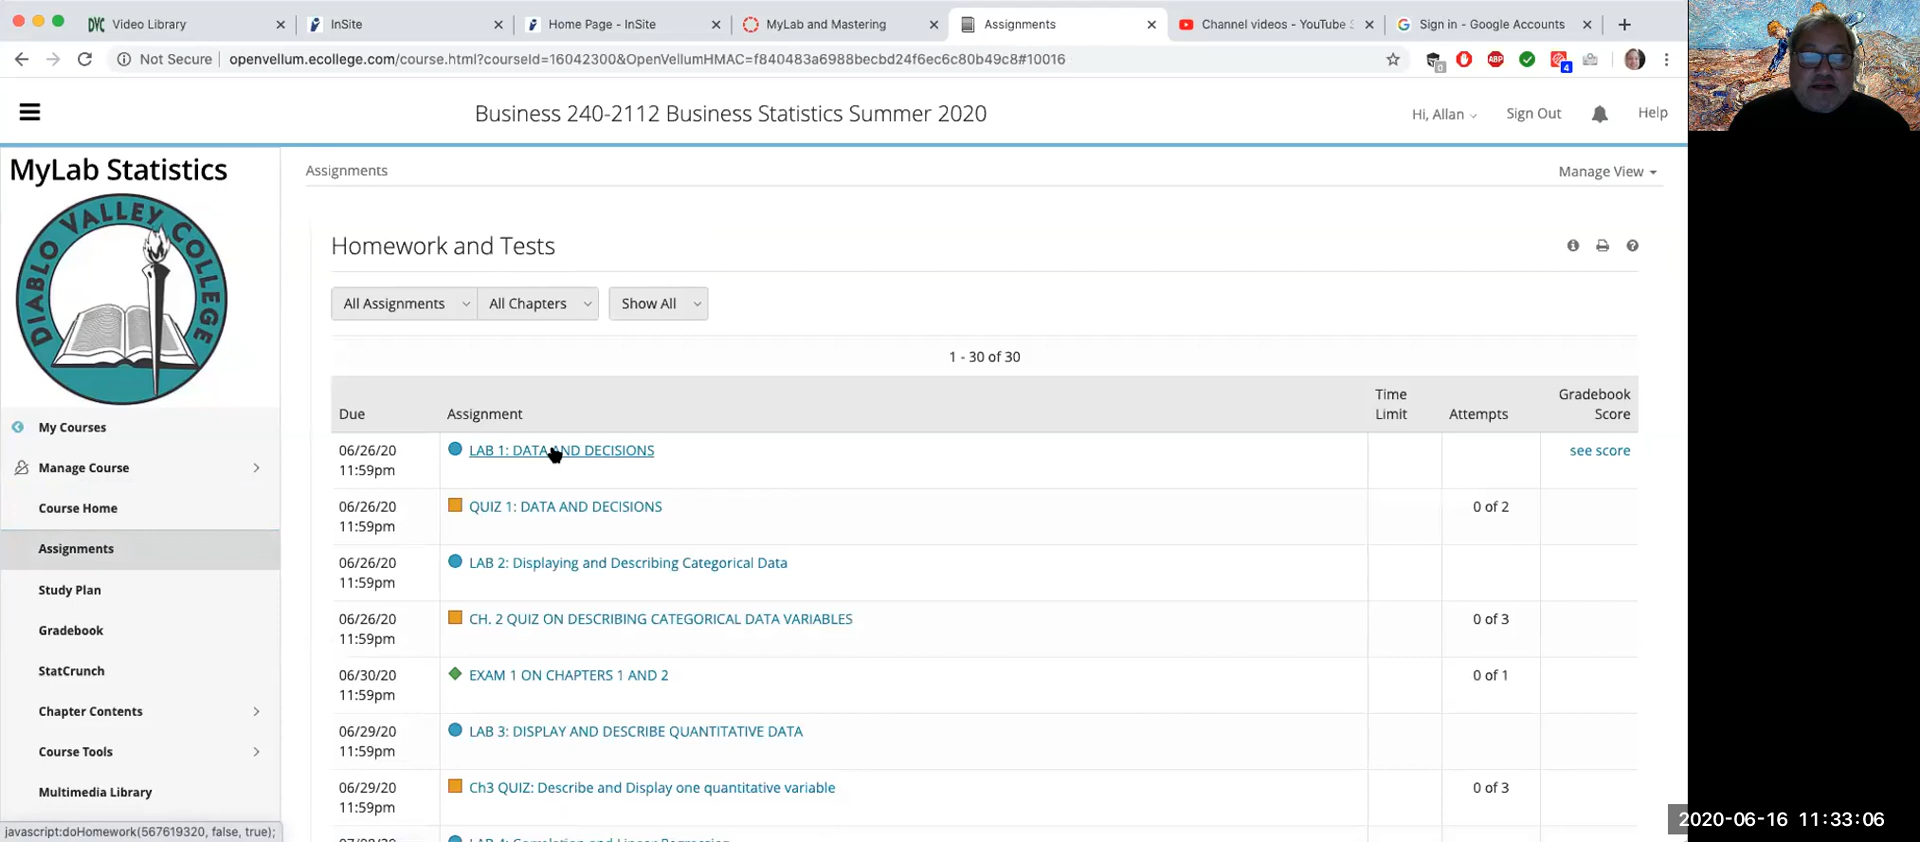 Video Library
InSite
Home Page - InSite
MyLab and Mastering
Assignments
Channel videos - YouTube
Sign in - Google Accounts
Not Secure
openvellum.ecollege.com/course.html?courseId=16042300&OpenVellumHMAC=f840483a6988becbd24f6ec6c80b49c8#10016
ABP
4
Business 240-2112 Business Statistics Summer 2020
Hi, Allan
Sign Out
Help
MyLab Statistics
DIABLO VALLEY COLLEGE
My Courses
Manage Course
Course Home
Assignments
Study Plan
Gradebook
StatCrunch
Chapter Contents
Course Tools
Multimedia Library
javascript:doHomework(567619320, false, true);
Assignments
Manage View
Homework and Tests
All Assignments
All Chapters
Show All
1 - 30 of 30
Due Assignment Time Limit Attempts Gradebook Score
06/26/20 11:59pm LAB 1: DATA AND DECISIONS see score
06/26/20 11:59pm QUIZ 1: DATA AND DECISIONS 0 of 2
06/26/20 11:59pm LAB 2: Displaying and Describing Categorical Data
06/26/20 11:59pm CH. 2 QUIZ ON DESCRIBING CATEGORICAL DATA VARIABLES 0 of 3
06/30/20 11:59pm EXAM 1 ON CHAPTERS 1 AND 2 0 of 1
06/29/20 11:59pm LAB 3: DISPLAY AND DESCRIBE QUANTITATIVE DATA
06/29/20 11:59pm Ch3 QUIZ: Describe and Display one quantitative variable 0 of 3
LAB 4: Correlation and Linear Regression
2020-06-16 11:33:06